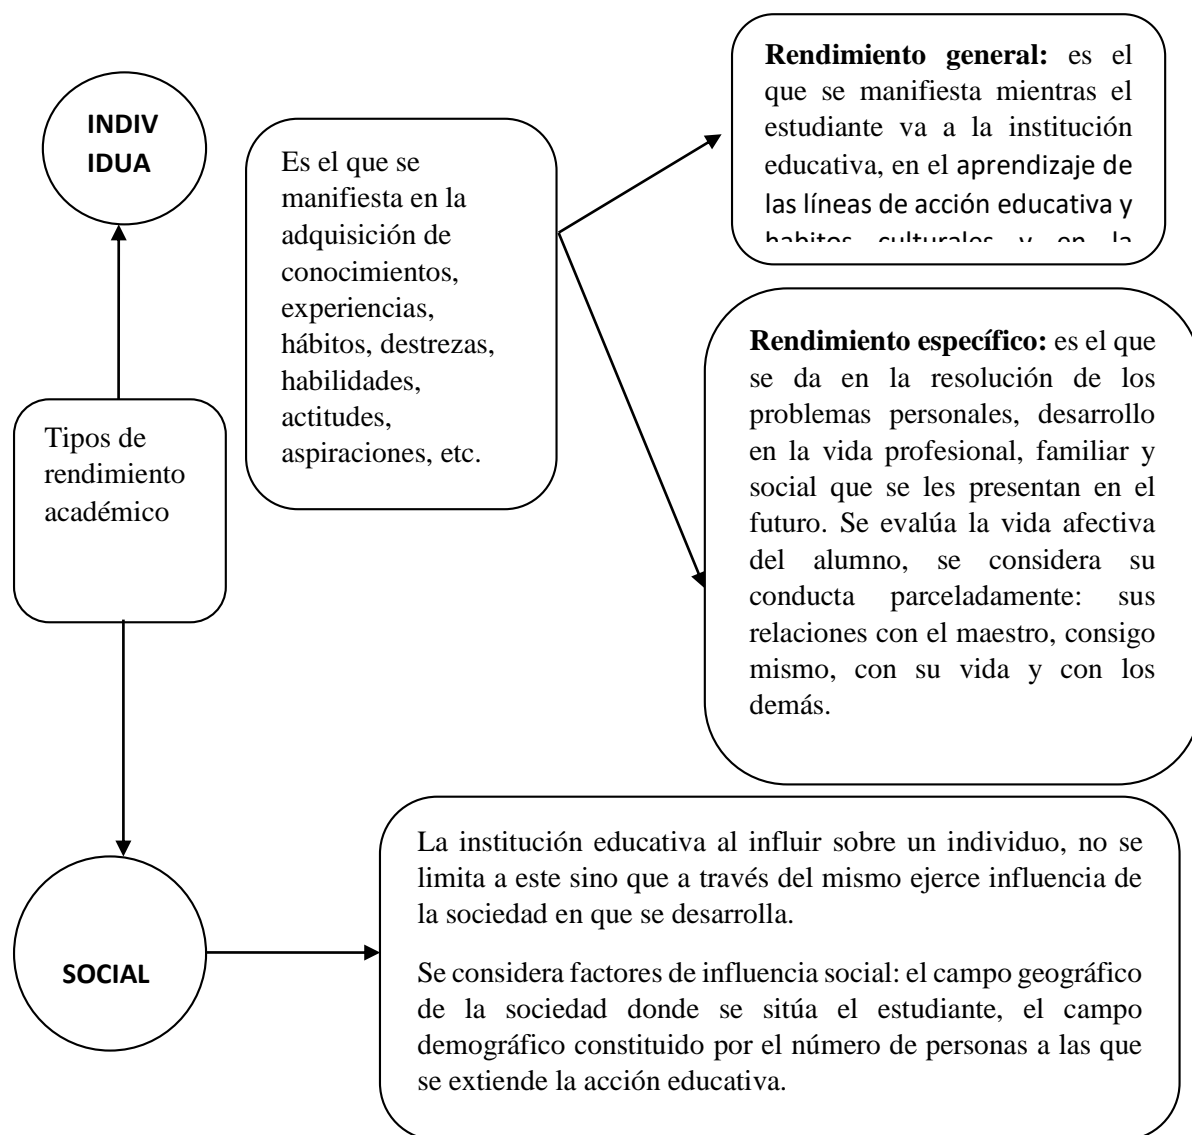 INDIV
IDUA
Es el que se
manifiesta en la
adquisición de
conocimientos,
experiencias,
hábitos, destrezas,
habilidades,
actitudes,
aspiraciones, etc.
Rendimiento general: es el
que se manifiesta mientras el
estudiante va a la institución
educativa, en el aprendizaje de
las líneas de acción educativa y
habitos culturales y en la
Tipos de
rendimiento
académico
Rendimiento específico: es el que
se da en la resolución de los
problemas personales, desarrollo
en la vida profesional, familiar y
social que se les presentan en el
futuro. Se evalúa la vida afectiva
del alumno, se considera su
conducta parceladamente: sus
relaciones con el maestro, consigo
mismo, con su vida y con los
demás.
SOCIAL
La institución educativa al influir sobre un individuo, no se
limita a este sino que a través del mismo ejerce influencia de
la sociedad en que se desarrolla.
Se considera factores de influencia social: el campo geográfico
de la sociedad donde se sitúa el estudiante, el campo
demográfico constituido por el número de personas a las que
se extiende la acción educativa.